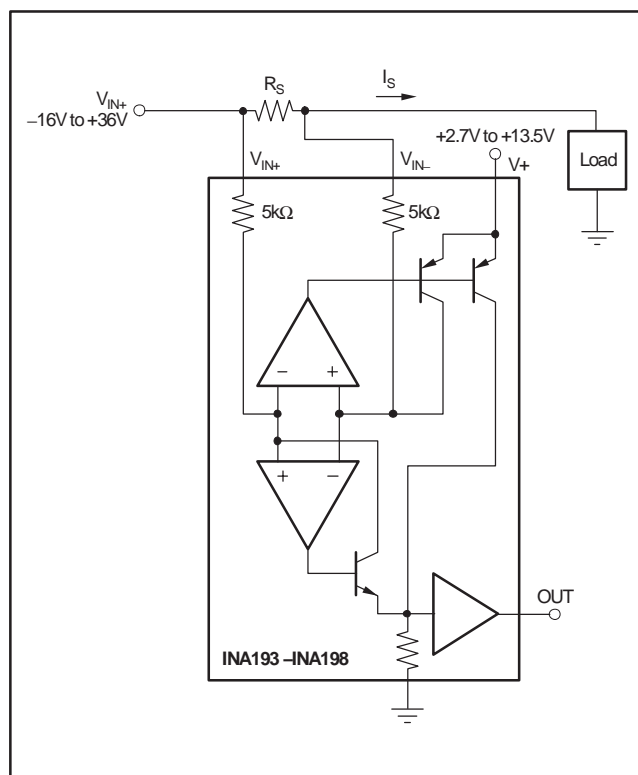 R_S
I_S
V_IN+
–16V to +36V
+2.7V to +13.5V
V_IN+
V_IN–
V+
Load
5kΩ
5kΩ
– +
+ –
OUT
INA193 –INA198